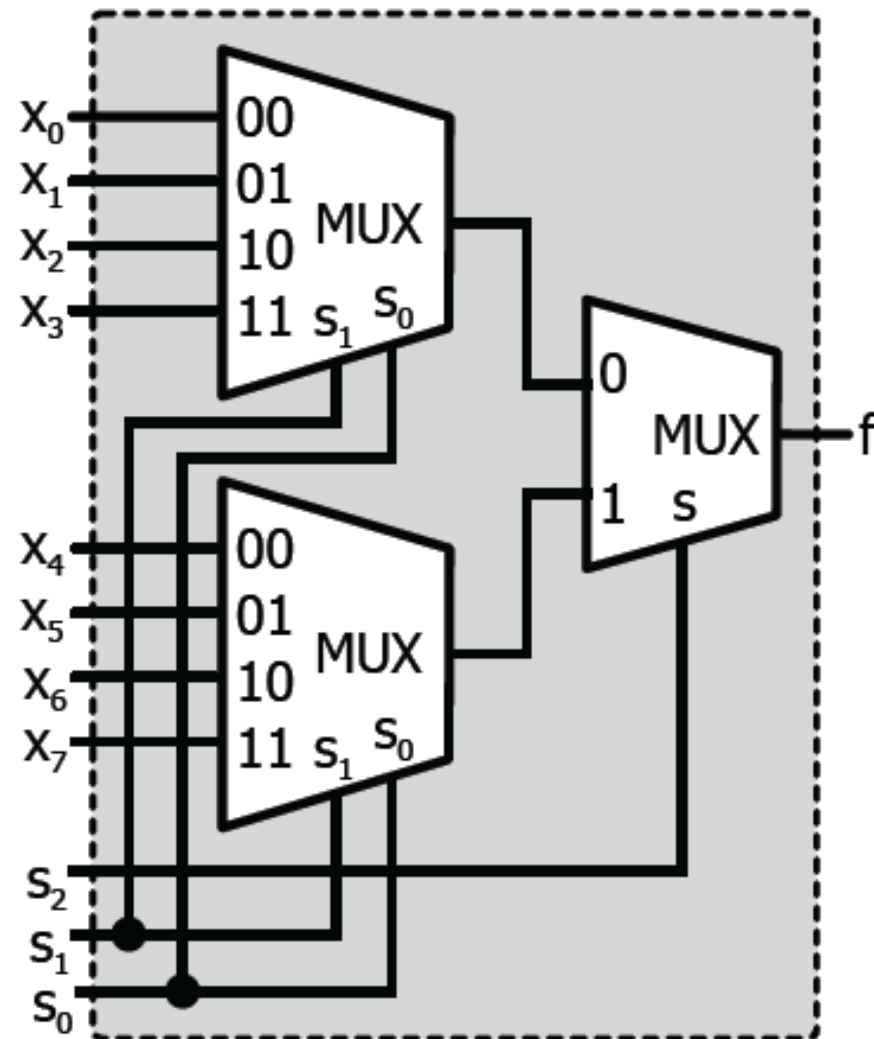 x₀ 00
x₁ 01
MUX
x₂ 10
x₃ 11 s₁ s₀
0
MUX f
1 s
x₄ 00
x₅ 01
MUX
x₆ 10
x₇ 11 s₁ s₀
s₂
s₁
s₀